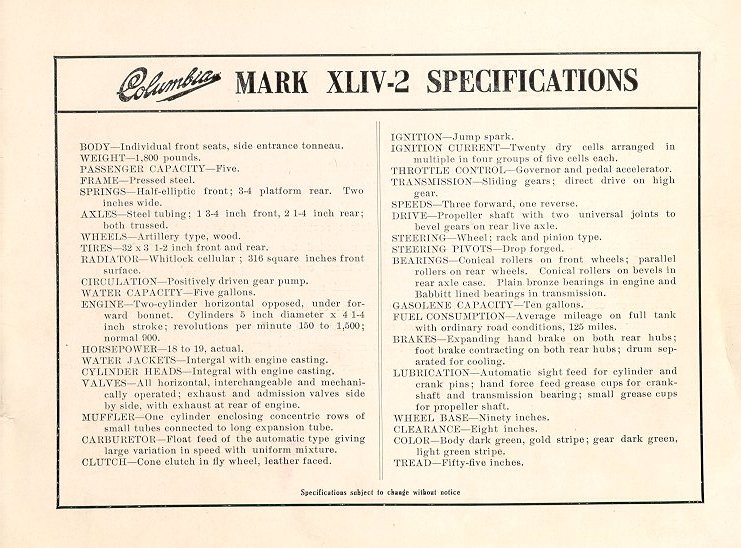 Columbia MARK XLIV-2 SPECIFICATIONS
BODY—Individual front seats, side entrance tonneau.
WEIGHT—1,800 pounds.
PASSENGER CAPACITY—Five.
FRAME—Pressed steel.
SPRINGS—Half-elliptic front; 3-4 platform rear. Two
inches wide.
AXLES—Steel tubing; 1 3-4 inch front, 2 1-4 inch rear;
both trussed.
WHEELS—Artillery type, wood.
TIRES—32 x 3 1-2 inch front and rear.
RADIATOR—Whitlock cellular; 316 square inches front
surface.
CIRCULATION—Positively driven gear pump.
WATER CAPACITY—Five gallons.
ENGINE—Two-cylinder horizontal opposed, under for-
ward bonnet. Cylinders 5 inch diameter x 4 1-4
inch stroke; revolutions per minute 150 to 1,500;
normal 900.
HORSEPOWER—18 to 19, actual.
WATER JACKETS—Intergal with engine casting.
CYLINDER HEADS—Integral with engine casting.
VALVES—All horizontal, interchangeable and mechani-
cally operated; exhaust and admission valves side
by side, with exhaust at rear of engine.
MUFFLER—One cylinder enclosing concentric rows of
small tubes connected to long expansion tube.
CARBURETOR—Float feed of the automatic type giving
large variation in speed with uniform mixture.
CLUTCH—Cone clutch in fly wheel, leather faced.
IGNITION—Jump spark.
IGNITION CURRENT—Twenty dry cells arranged in
multiple in four groups of five cells each.
THROTTLE CONTROL—Governor and pedal accelerator.
TRANSMISSION—Sliding gears; direct drive on high
gear.
SPEEDS—Three forward, one reverse.
DRIVE—Propeller shaft with two universal joints to
bevel gears on rear live axle.
STEERING—Wheel; rack and pinion type.
STEERING PIVOTS—Drop forged.
BEARINGS—Conical rollers on front wheels; parallel
rollers on rear wheels. Conical rollers on bevels in
rear axle case. Plain bronze bearings in engine and
Babbitt lined bearings in transmission.
GASOLENE CAPACITY—Ten gallons.
FUEL CONSUMPTION—Average mileage on full tank
with ordinary road conditions, 125 miles.
BRAKES—Expanding hand brake on both rear hubs;
foot brake contracting on both rear hubs; drum sep-
arated for cooling.
LUBRICATION—Automatic sight feed for cylinder and
crank pins; hand force feed grease cups for crank-
shaft and transmission bearing; small grease cups
for propeller shaft.
WHEEL BASE—Ninety inches.
CLEARANCE—Eight inches.
COLOR—Body dark green, gold stripe; gear dark green,
light green stripe.
TREAD—Fifty-five inches.
Specifications subject to change without notice